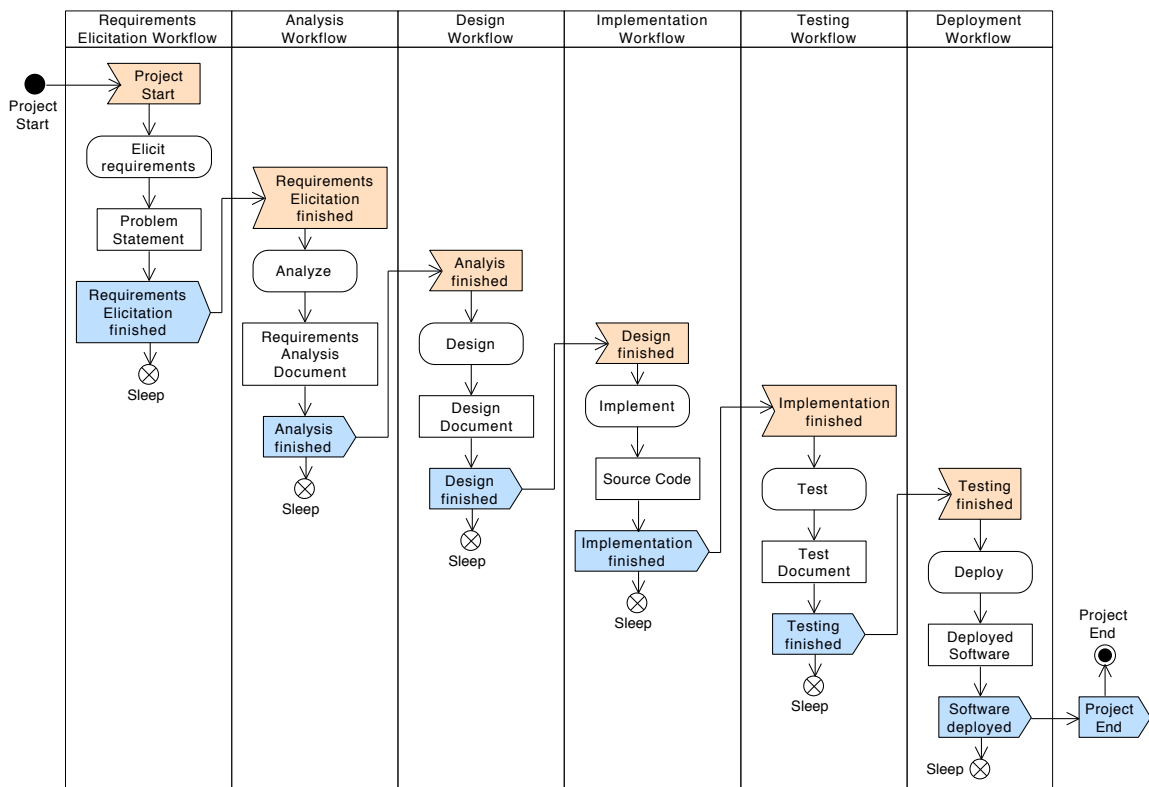 Requirements
Elicitation Workflow
Analysis
Workflow
Design
Workflow
Implementation
Workflow
Testing
Workflow
Deployment
Workflow
Project
Start
Project
Start
Elicit
requirements
Problem
Statement
Requirements
Elicitation
finished
Sleep
Requirements
Elicitation
finished
Analyze
Requirements
Analysis
Document
Analysis
finished
Sleep
Analyis
finished
Design
Design
Document
Design
finished
Sleep
Design
finished
Implement
Source Code
Implementation
finished
Sleep
Implementation
finished
Test
Test
Document
Testing
finished
Sleep
Testing
finished
Deploy
Deployed
Software
Software
deployed
Sleep
Project
End
Project
End